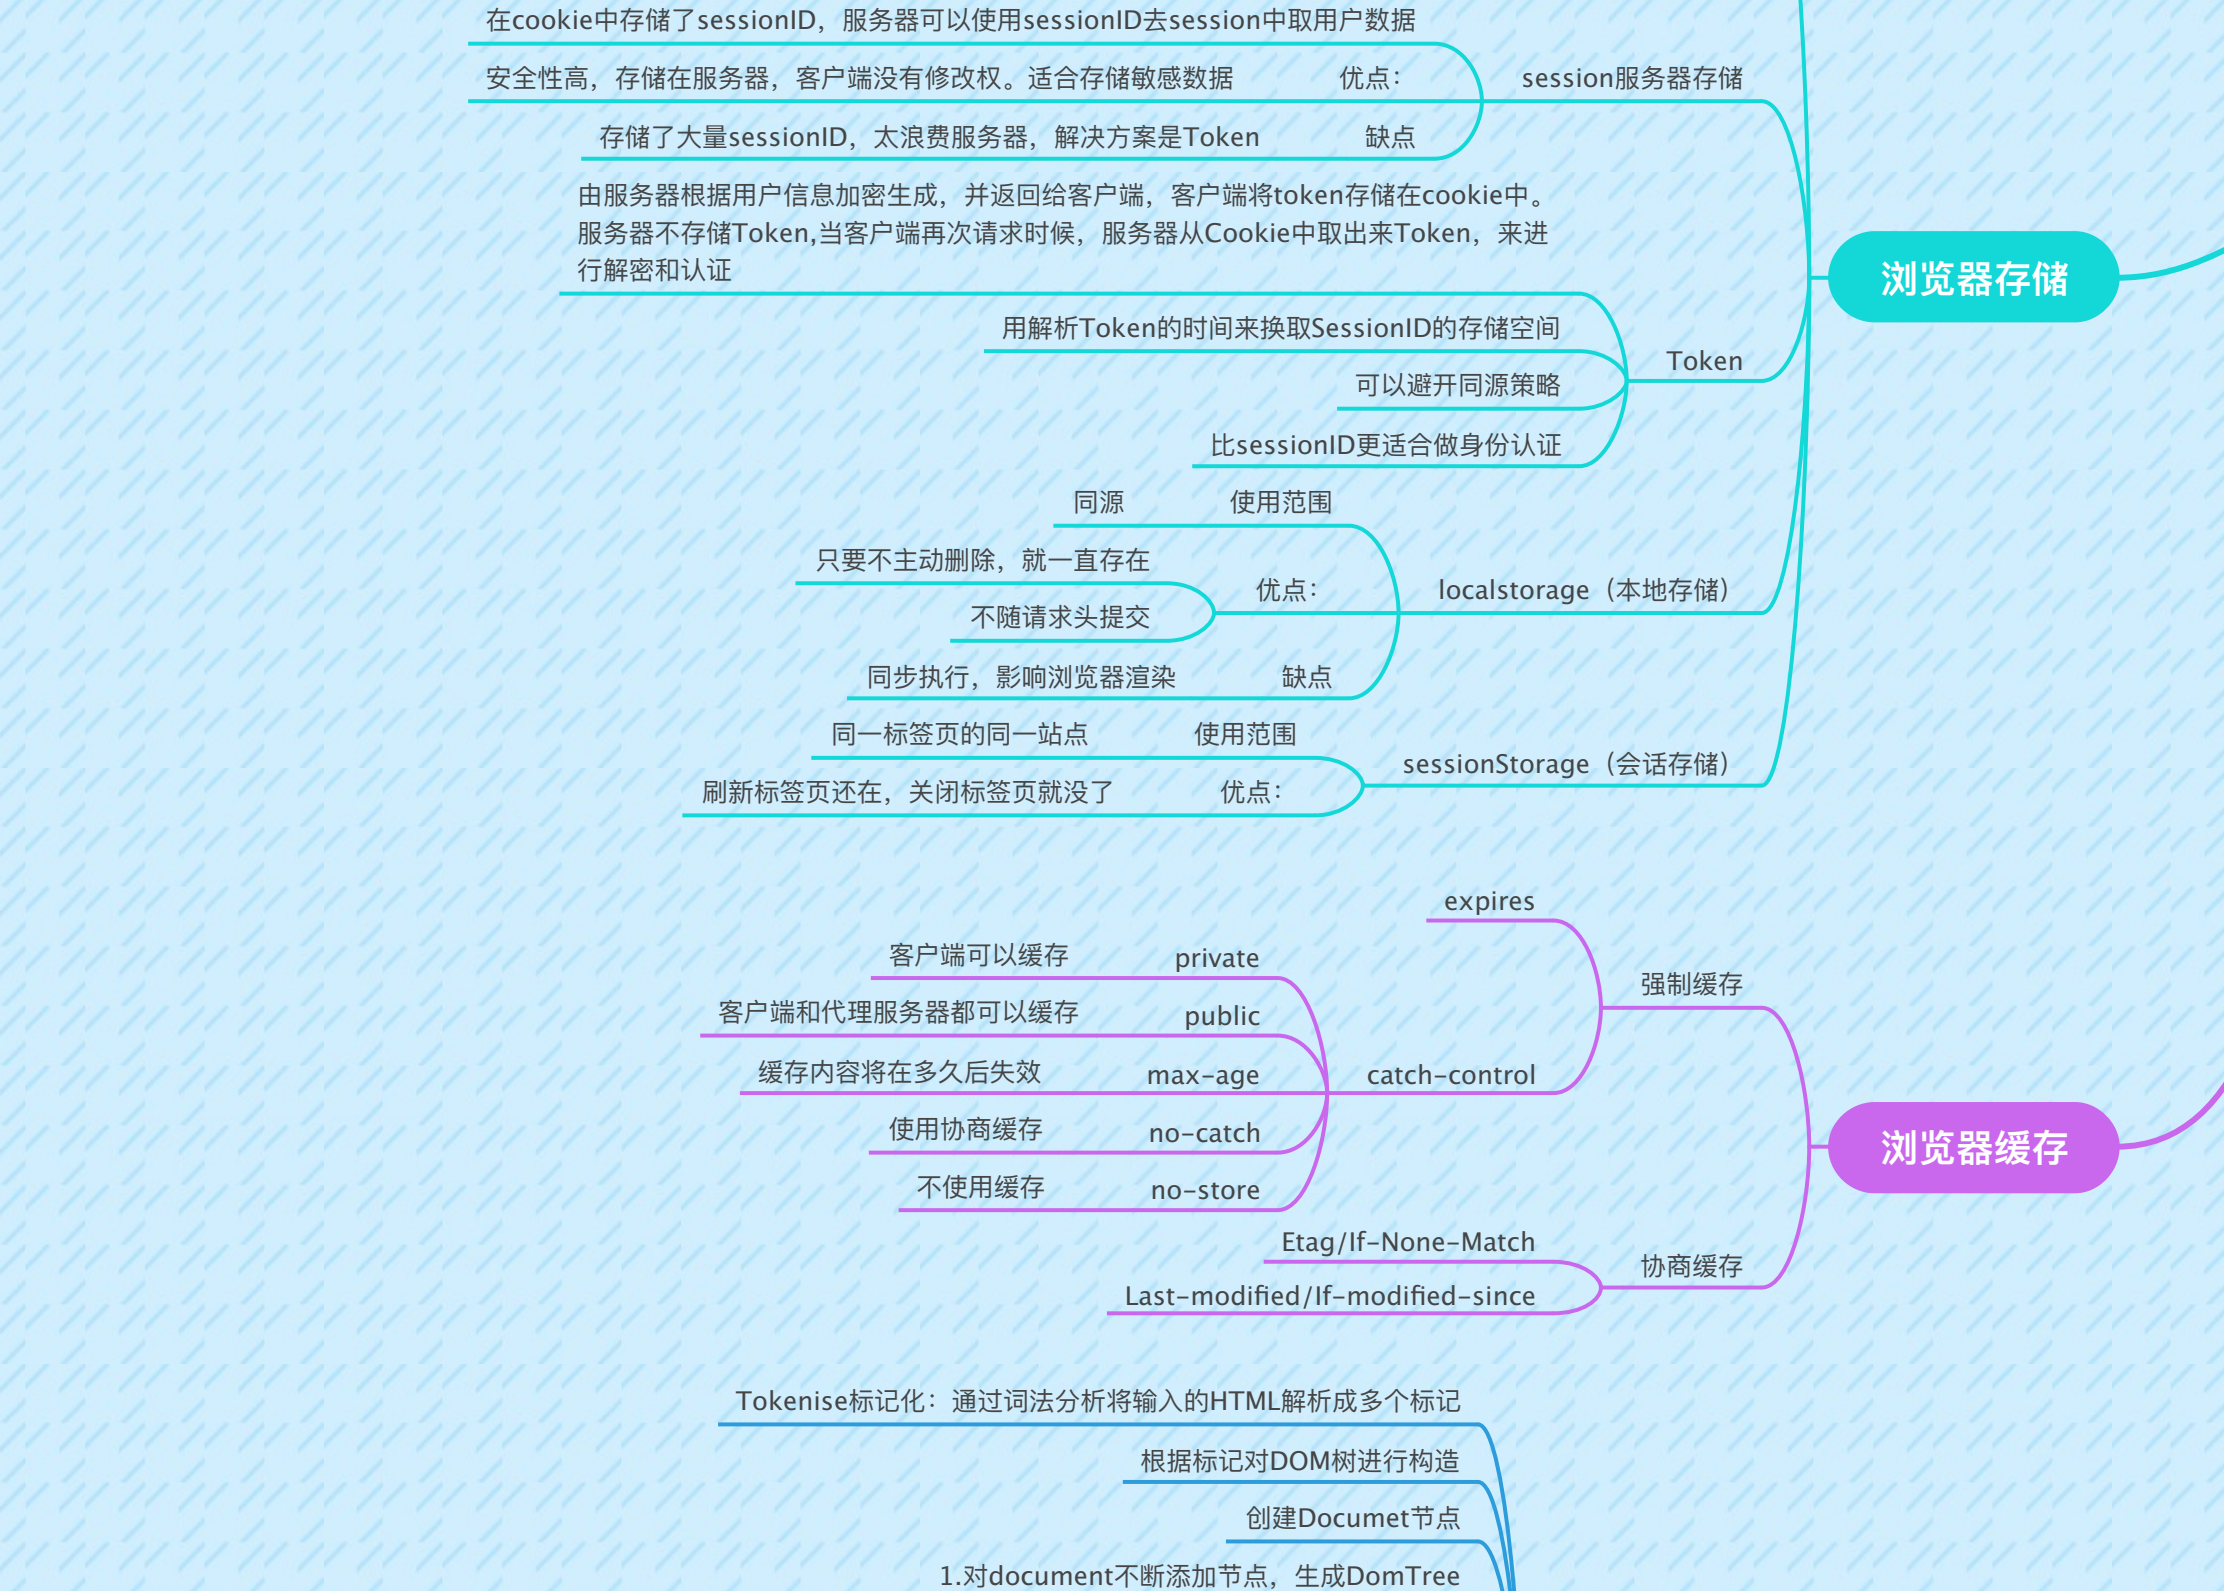 在cookie中存储了sessionID，服务器可以使用sessionID去session中取用户数据
安全性高，存储在服务器，客户端没有修改权。适合存储敏感数据 优点： session服务器存储
存储了大量sessionID，太浪费服务器，解决方案是Token 缺点
由服务器根据用户信息加密生成，并返回给客户端，客户端将token存储在cookie中。
服务器不存储Token,当客户端再次请求时候，服务器从Cookie中取出来Token，来进
行解密和认证
浏览器存储
用解析Token的时间来换取SessionID的存储空间
Token
可以避开同源策略
比sessionID更适合做身份认证
同源 使用范围
只要不主动删除，就一直存在
优点： localstorage（本地存储）
不随请求头提交
同步执行，影响浏览器渲染 缺点
同一标签页的同一站点 使用范围
sessionStorage（会话存储）
刷新标签页还在，关闭标签页就没了 优点：
expires
客户端可以缓存 private
强制缓存
客户端和代理服务器都可以缓存 public
缓存内容将在多久后失效 max-age catch-control
使用协商缓存 no-catch
浏览器缓存
不使用缓存 no-store
Etag/If-None-Match
协商缓存
Last-modified/If-modified-since
Tokenise标记化：通过词法分析将输入的HTML解析成多个标记
根据标记对DOM树进行构造
创建Documet节点
1.对document不断添加节点，生成DomTree